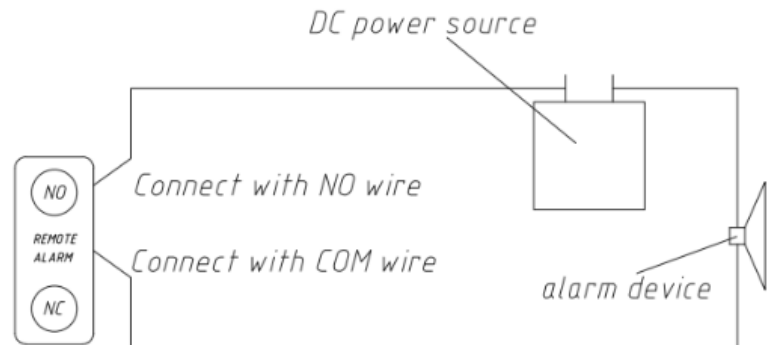 DC power source
NO
Connect with NO wire
REMOTE
ALARM
Connect with COM wire
NC
alarm device